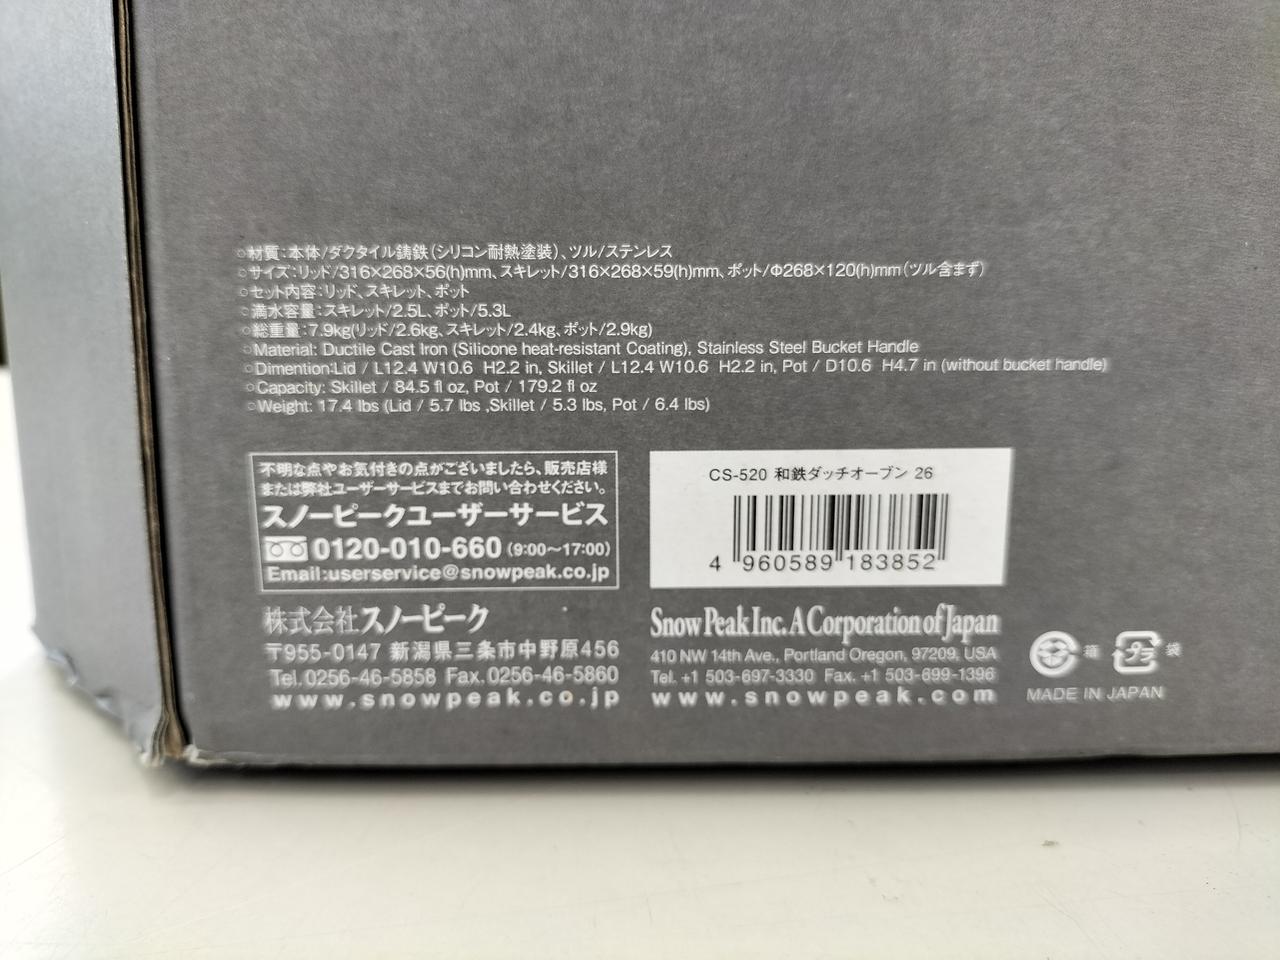 ○材質:本体/ダクタイル鋳鉄(シリコン耐熱塗装)、ツル/ステンレス
○サイズ:リッド/316×268×56(h)mm、スキレット/316×268×59(h)mm、ポット/Φ268×120(h)mm(ツル含まず)
○セット内容:リッド、スキレット、ポット
○満水容量:スキレット/2.5L、ポット/5.3L
○総重量:7.9kg(リッド/2.6kg、スキレット/2.4kg、ポット/2.9kg)
○Material: Ductile Cast Iron (Silicone heat-resistant Coating), Stainless Steel Bucket Handle
○Dimention:Lid / L12.4 W10.6 H2.2 in, Skillet / L12.4 W10.6 H2.2 in, Pot / D10.6 H4.7 in (without bucket handle)
○Capacity: Skillet / 84.5 fl oz, Pot / 179.2 fl oz
○Weight: 17.4 lbs (Lid / 5.7 lbs ,Skillet / 5.3 lbs, Pot / 6.4 lbs)
不明な点やお気付きの点がございましたら、販売店様
または弊社ユーザーサービスまでお問い合わせください。
スノーピークユーザーサービス
0120-010-660 (9:00〜17:00)
Email:userservice@snowpeak.co.jp
株式会社スノーピーク
〒955-0147 新潟県三条市中野原456
Tel.0256-46-5858 Fax.0256-46-5860
www.snowpeak.co.jp
CS-520 和鉄ダッチオーブン 26
4 960589 183852
Snow Peak Inc. A Corporation of Japan
410 NW 14th Ave., Portland Oregon, 97209, USA
Tel. +1 503-697-3330 Fax. +1 503-699-1396
www.snowpeak.com
箱 プラ 袋
MADE IN JAPAN